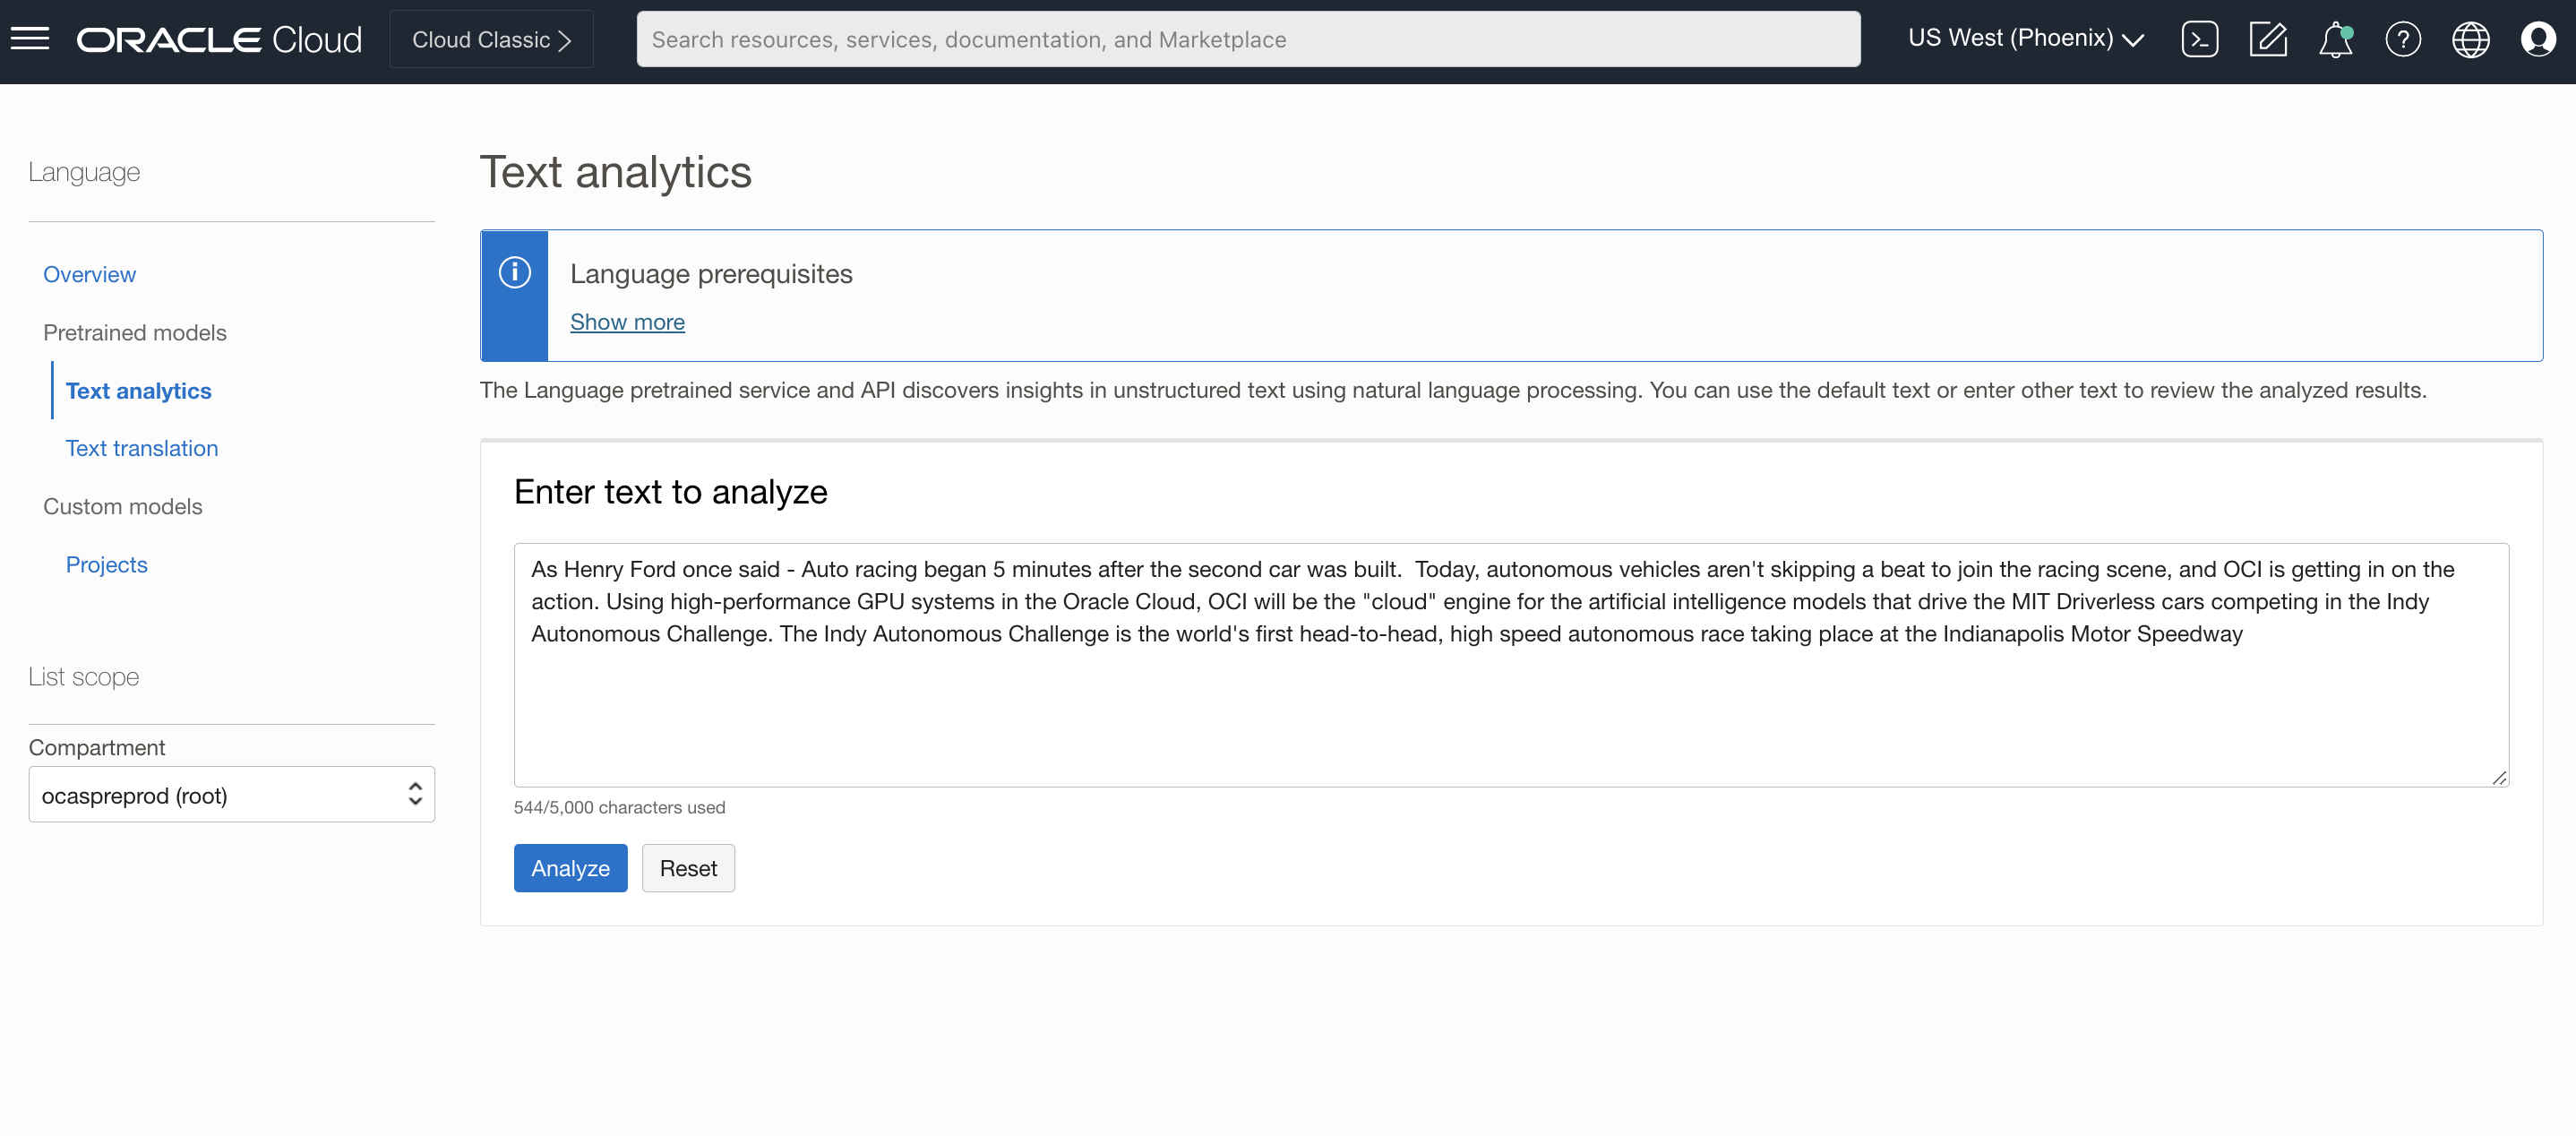 ORACLE Cloud
Cloud Classic
Search resources, services, documentation, and Marketplace
US West (Phoenix)
Language
Overview
Pretrained models
Text analytics
Text translation
Custom models
Projects
List scope
Compartment
ocaspreprod (root)
Text analytics
Language prerequisites
Show more
The Language pretrained service and API discovers insights in unstructured text using natural language processing. You can use the default text or enter other text to review the analyzed results.
Enter text to analyze
As Henry Ford once said - Auto racing began 5 minutes after the second car was built.  Today, autonomous vehicles aren't skipping a beat to join the racing scene, and OCI is getting in on the
action. Using high-performance GPU systems in the Oracle Cloud, OCI will be the "cloud" engine for the artificial intelligence models that drive the MIT Driverless cars competing in the Indy
Autonomous Challenge. The Indy Autonomous Challenge is the world's first head-to-head, high speed autonomous race taking place at the Indianapolis Motor Speedway
544/5,000 characters used
Analyze
Reset